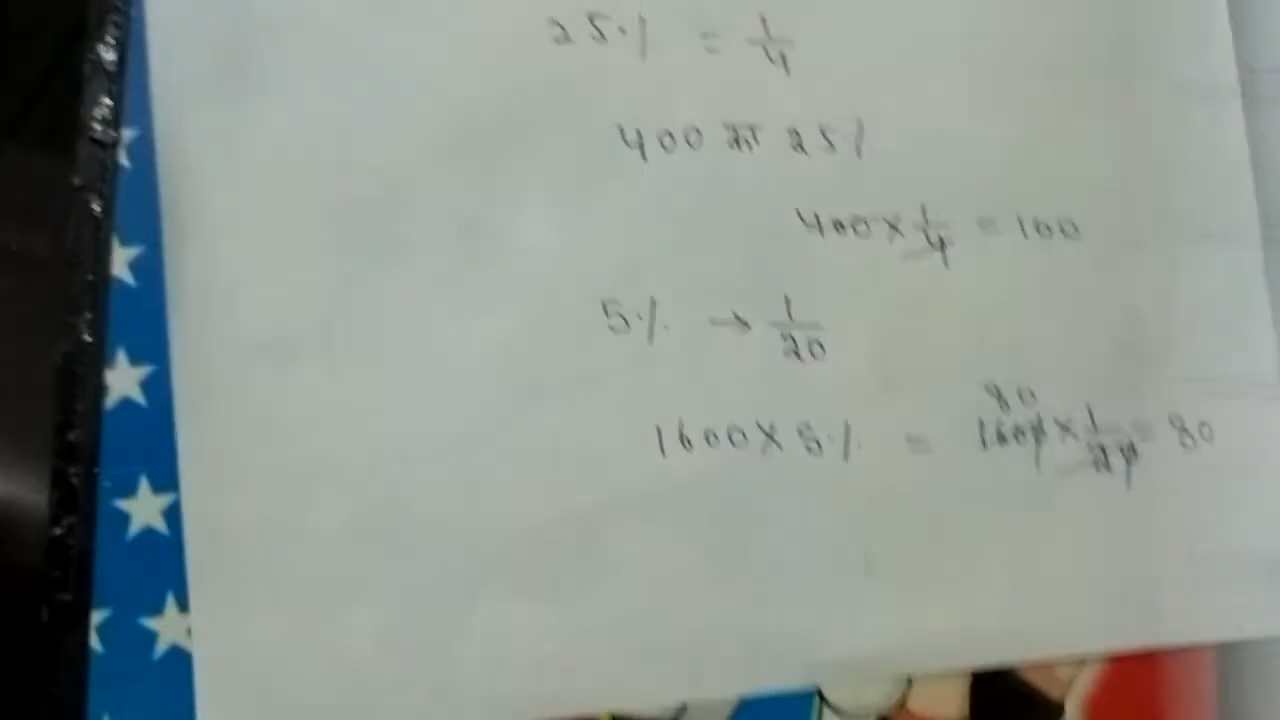 25% = 1/4
400 का 25%
400 × 1/4 = 100
5% → 1/20
1600 × 5% = 1600 × 1/20 = 80
80